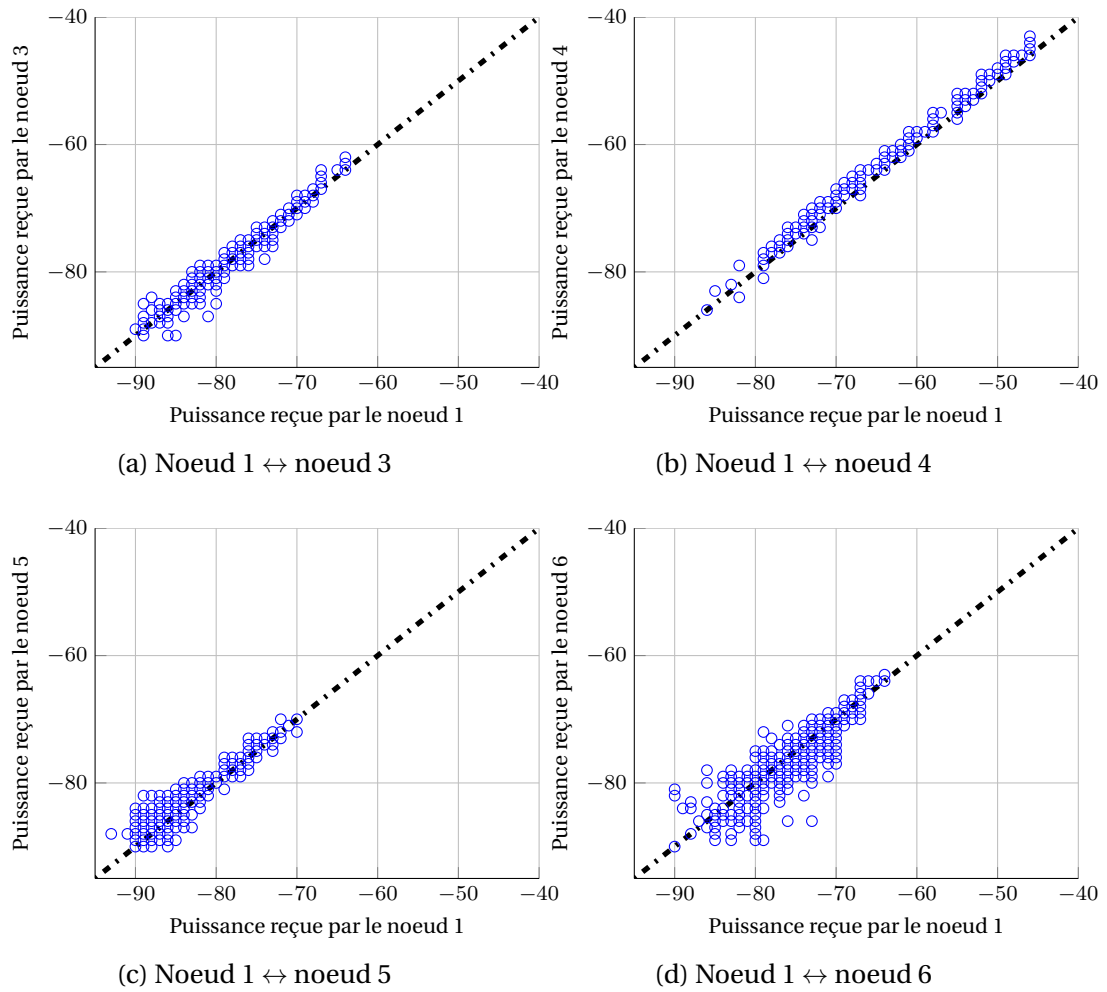 −40
−60
−80
Puissance reçue par le noeud 3
−90 −80 −70 −60 −50 −40
Puissance reçue par le noeud 1
(a) Noeud 1 ↔ noeud 3
−40
−60
−80
Puissance reçue par le noeud 4
−90 −80 −70 −60 −50 −40
Puissance reçue par le noeud 1
(b) Noeud 1 ↔ noeud 4
−40
−60
−80
Puissance reçue par le noeud 5
−90 −80 −70 −60 −50 −40
Puissance reçue par le noeud 1
(c) Noeud 1 ↔ noeud 5
−40
−60
−80
Puissance reçue par le noeud 6
−90 −80 −70 −60 −50 −40
Puissance reçue par le noeud 1
(d) Noeud 1 ↔ noeud 6